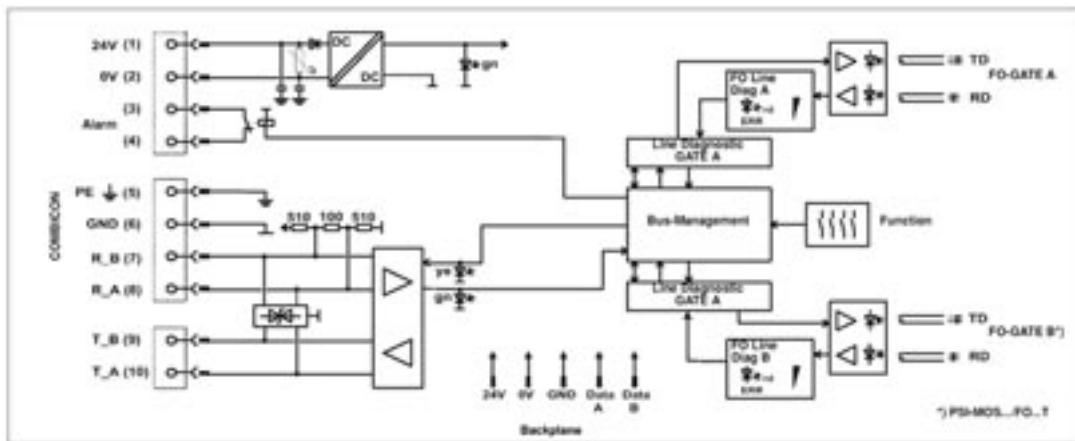 24V (1)
0V (2)
(3)
Alarm
(4)
COMBICON
PE (5)
GND (6)
R_B (7)
R_A (8)
T_B (9)
T_A (10)
DC
DC
gn
510 100 510
ye
gn
FO Line
Diag A
rd
ERR
Line Diagnostic
GATE A
Bus-Management
Function
Line Diagnostic
GATE A
FO Line
Diag B
rd
ERR
TD
FO-GATE A
RD
TD
FO-GATE B*)
RD
24V
0V
GND
Data
A
Data
B
Backplane
*) PSI-MOS.../FO...T